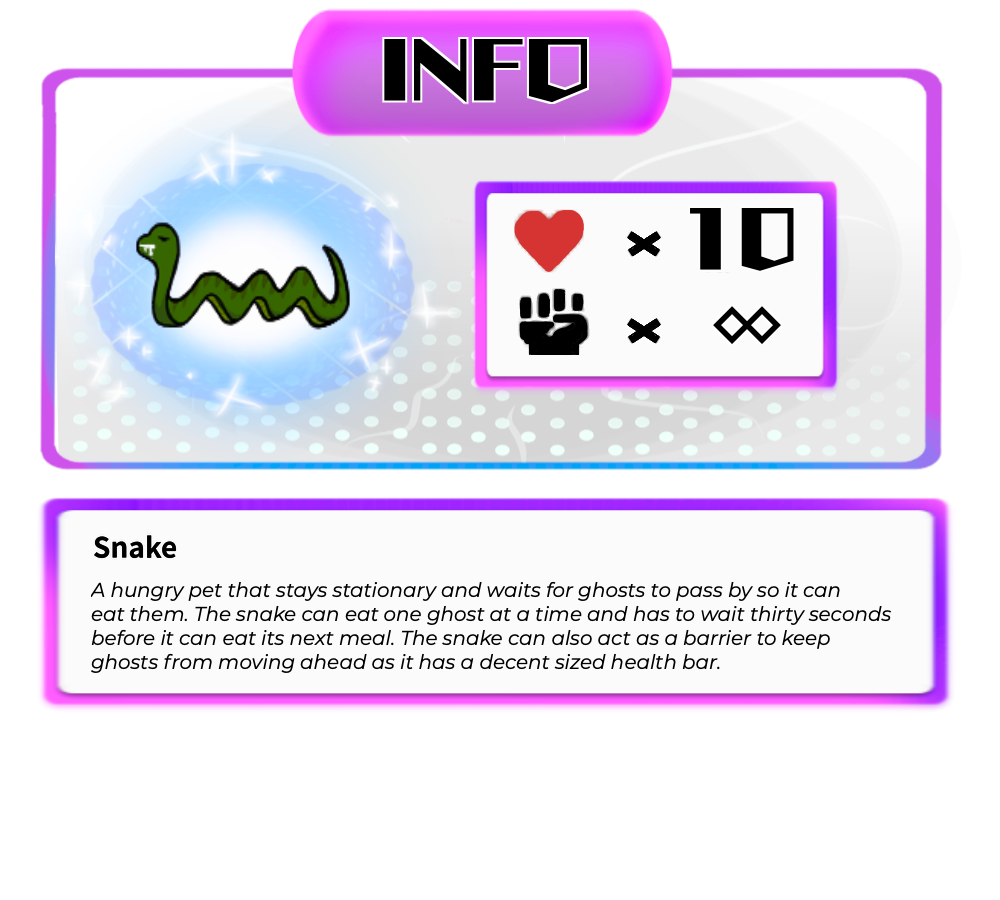 INFO
× 10
× ∞
Snake
A hungry pet that stays stationary and waits for ghosts to pass by so it can
eat them. The snake can eat one ghost at a time and has to wait thirty seconds
before it can eat its next meal. The snake can also act as a barrier to keep
ghosts from moving ahead as it has a decent sized health bar.